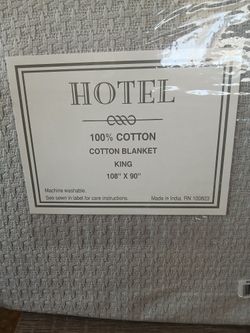 HOTEL
100% COTTON
COTTON BLANKET
KING
108" X 90"
Machine washable.
See sewn in label for care instructions.
Made in India. RN 100823